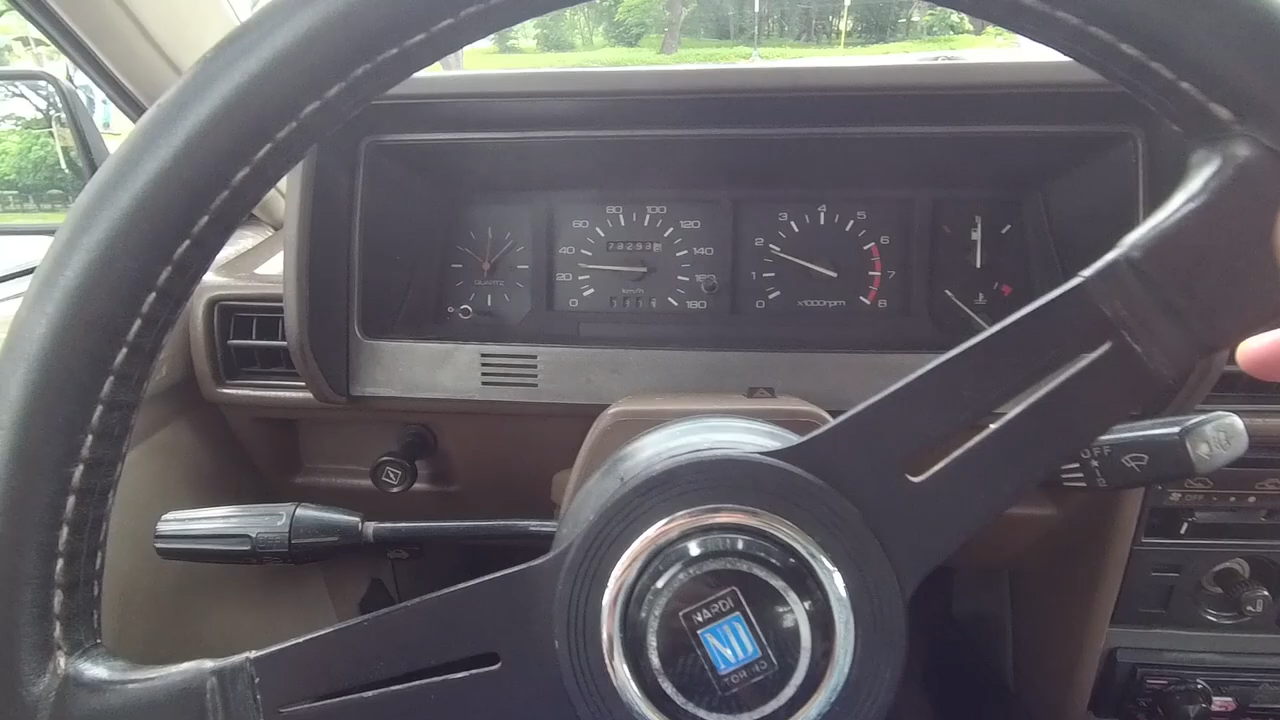 80 100
60 120
40 140
20 160
0 180
km/h
QUARTZ
4
3 5
2 6
1 7
0 8
x1000rpm
OFF
OFF
NARDI
ND
TORINO